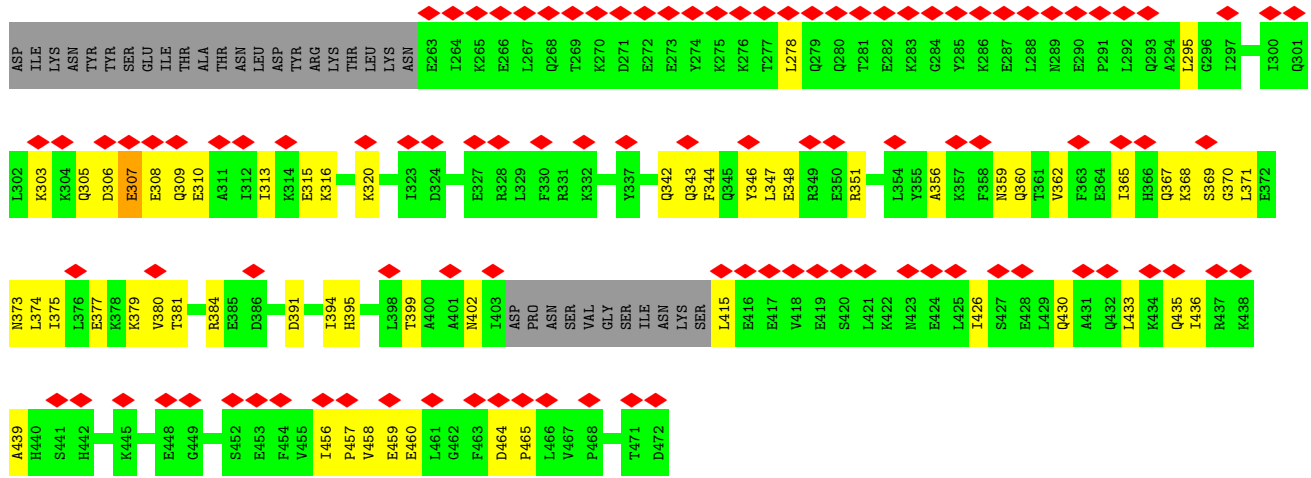 ASP ILE LYS ASN TYR TYR SER GLU ILE THR ALA THR ASN LEU ASP TYR ARG LYS THR LEU LYS ASN E263 I264 K265 E266 L267 Q268 T269 K270 D271 E272 E273 Y274 K275 K276 T277 L278 Q279 Q280 T281 E282 K283 G284 Y285 K286 E287 L288 N289 E290 P291 L292 Q293 A294 L295 G296 I297 I300 Q301
L302 K303 K304 Q305 D306 E307 E308 Q309 E310 A311 I312 I313 K314 E315 K316 K320 I323 D324 E327 R328 L329 F330 R331 K332 Y337 Q342 Q343 F344 Q345 Y346 L347 E348 R349 E350 R351 L354 Y355 A356 K357 F358 N359 Q360 T361 V362 F363 E364 I365 H366 Q367 K368 S369 G370 L371 E372
N373 L374 I375 L376 E377 K378 K379 V380 T381 R384 E385 D386 D391 I394 H395 L398 T399 A400 A401 N402 I403 ASP PRO ASN SER VAL GLY SER ILE ASN LYS SER L415 E416 E417 V418 E419 S420 L421 K422 N423 E424 L425 I426 S427 E428 L429 Q430 A431 Q432 L433 K434 Q435 I436 R437 K438
A439 H440 S441 H442 K445 E448 G449 S452 E453 F454 V455 I456 P457 V458 E459 E460 L461 G462 F463 D464 P465 L466 V467 P468 T471 D472